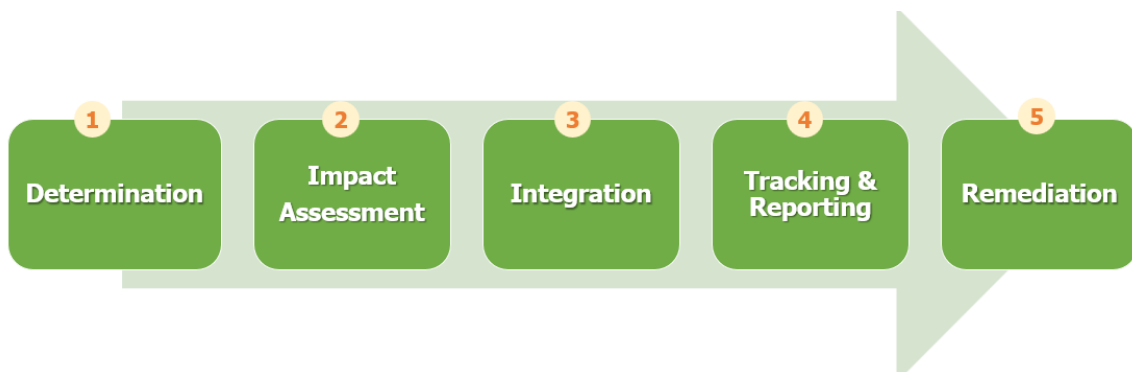 1
Determination
2
Impact
Assessment
3
Integration
4
Tracking &
Reporting
5
Remediation